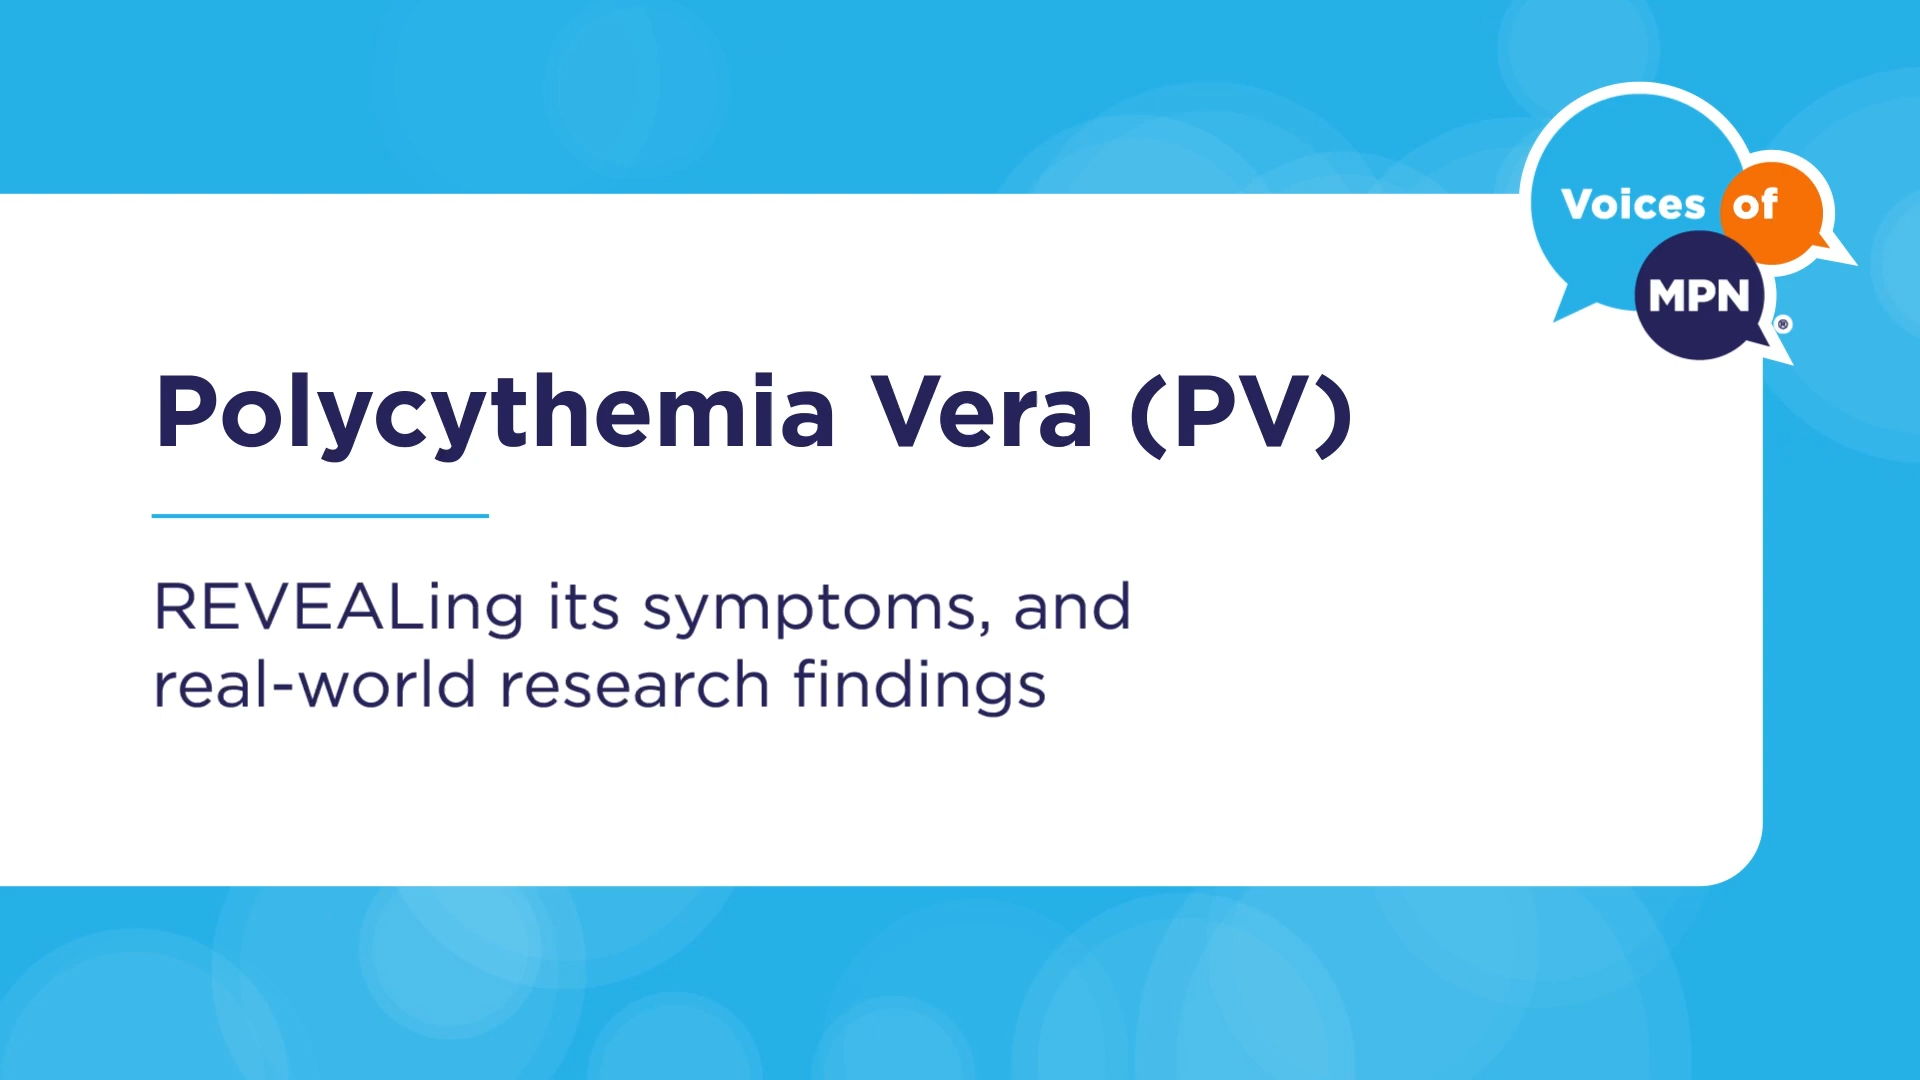 Voices of
MPN
®
Polycythemia Vera (PV)
REVEALing its symptoms, and
real-world research findings